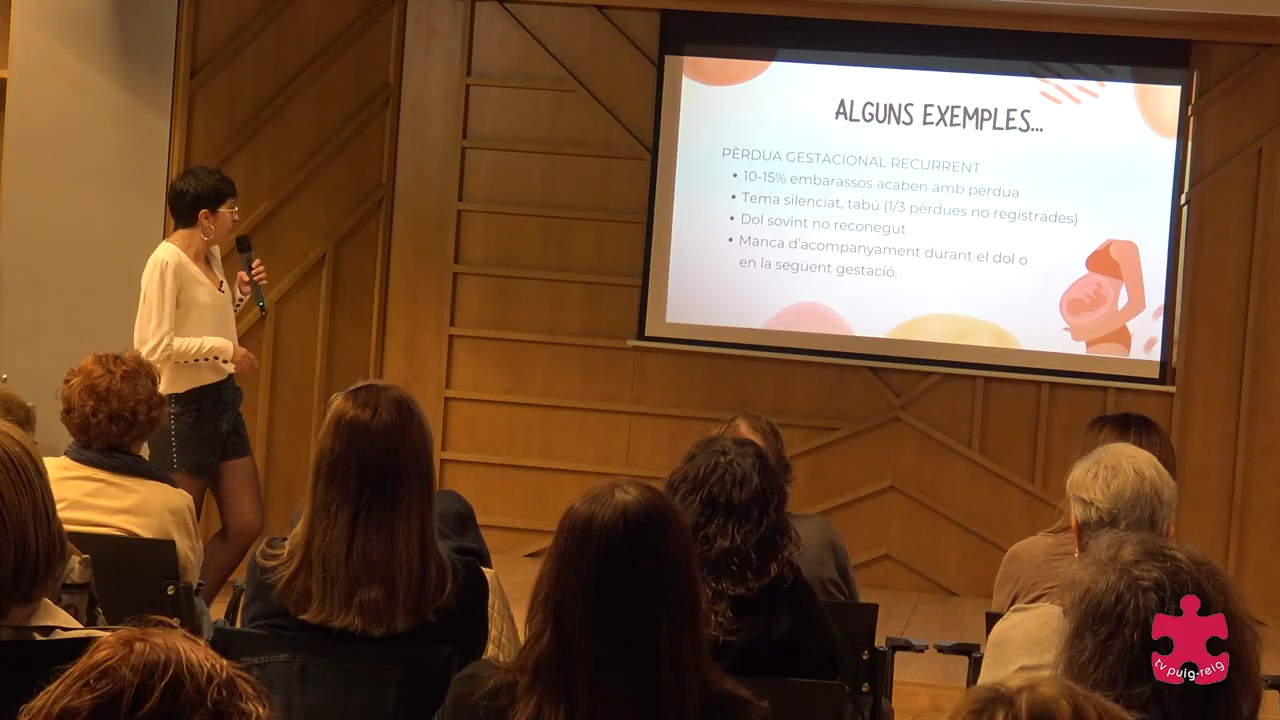 ALGUNS EXEMPLES...
PÈRDUA GESTACIONAL RECURRENT
• 10-15% embarassos acaben amb pèrdua
• Tema silenciat, tabú (1/3 pèrdues no registrades)
• Dol sovint no reconegut
• Manca d'acompanyament durant el dol o
en la següent gestació.
tv puig-reig